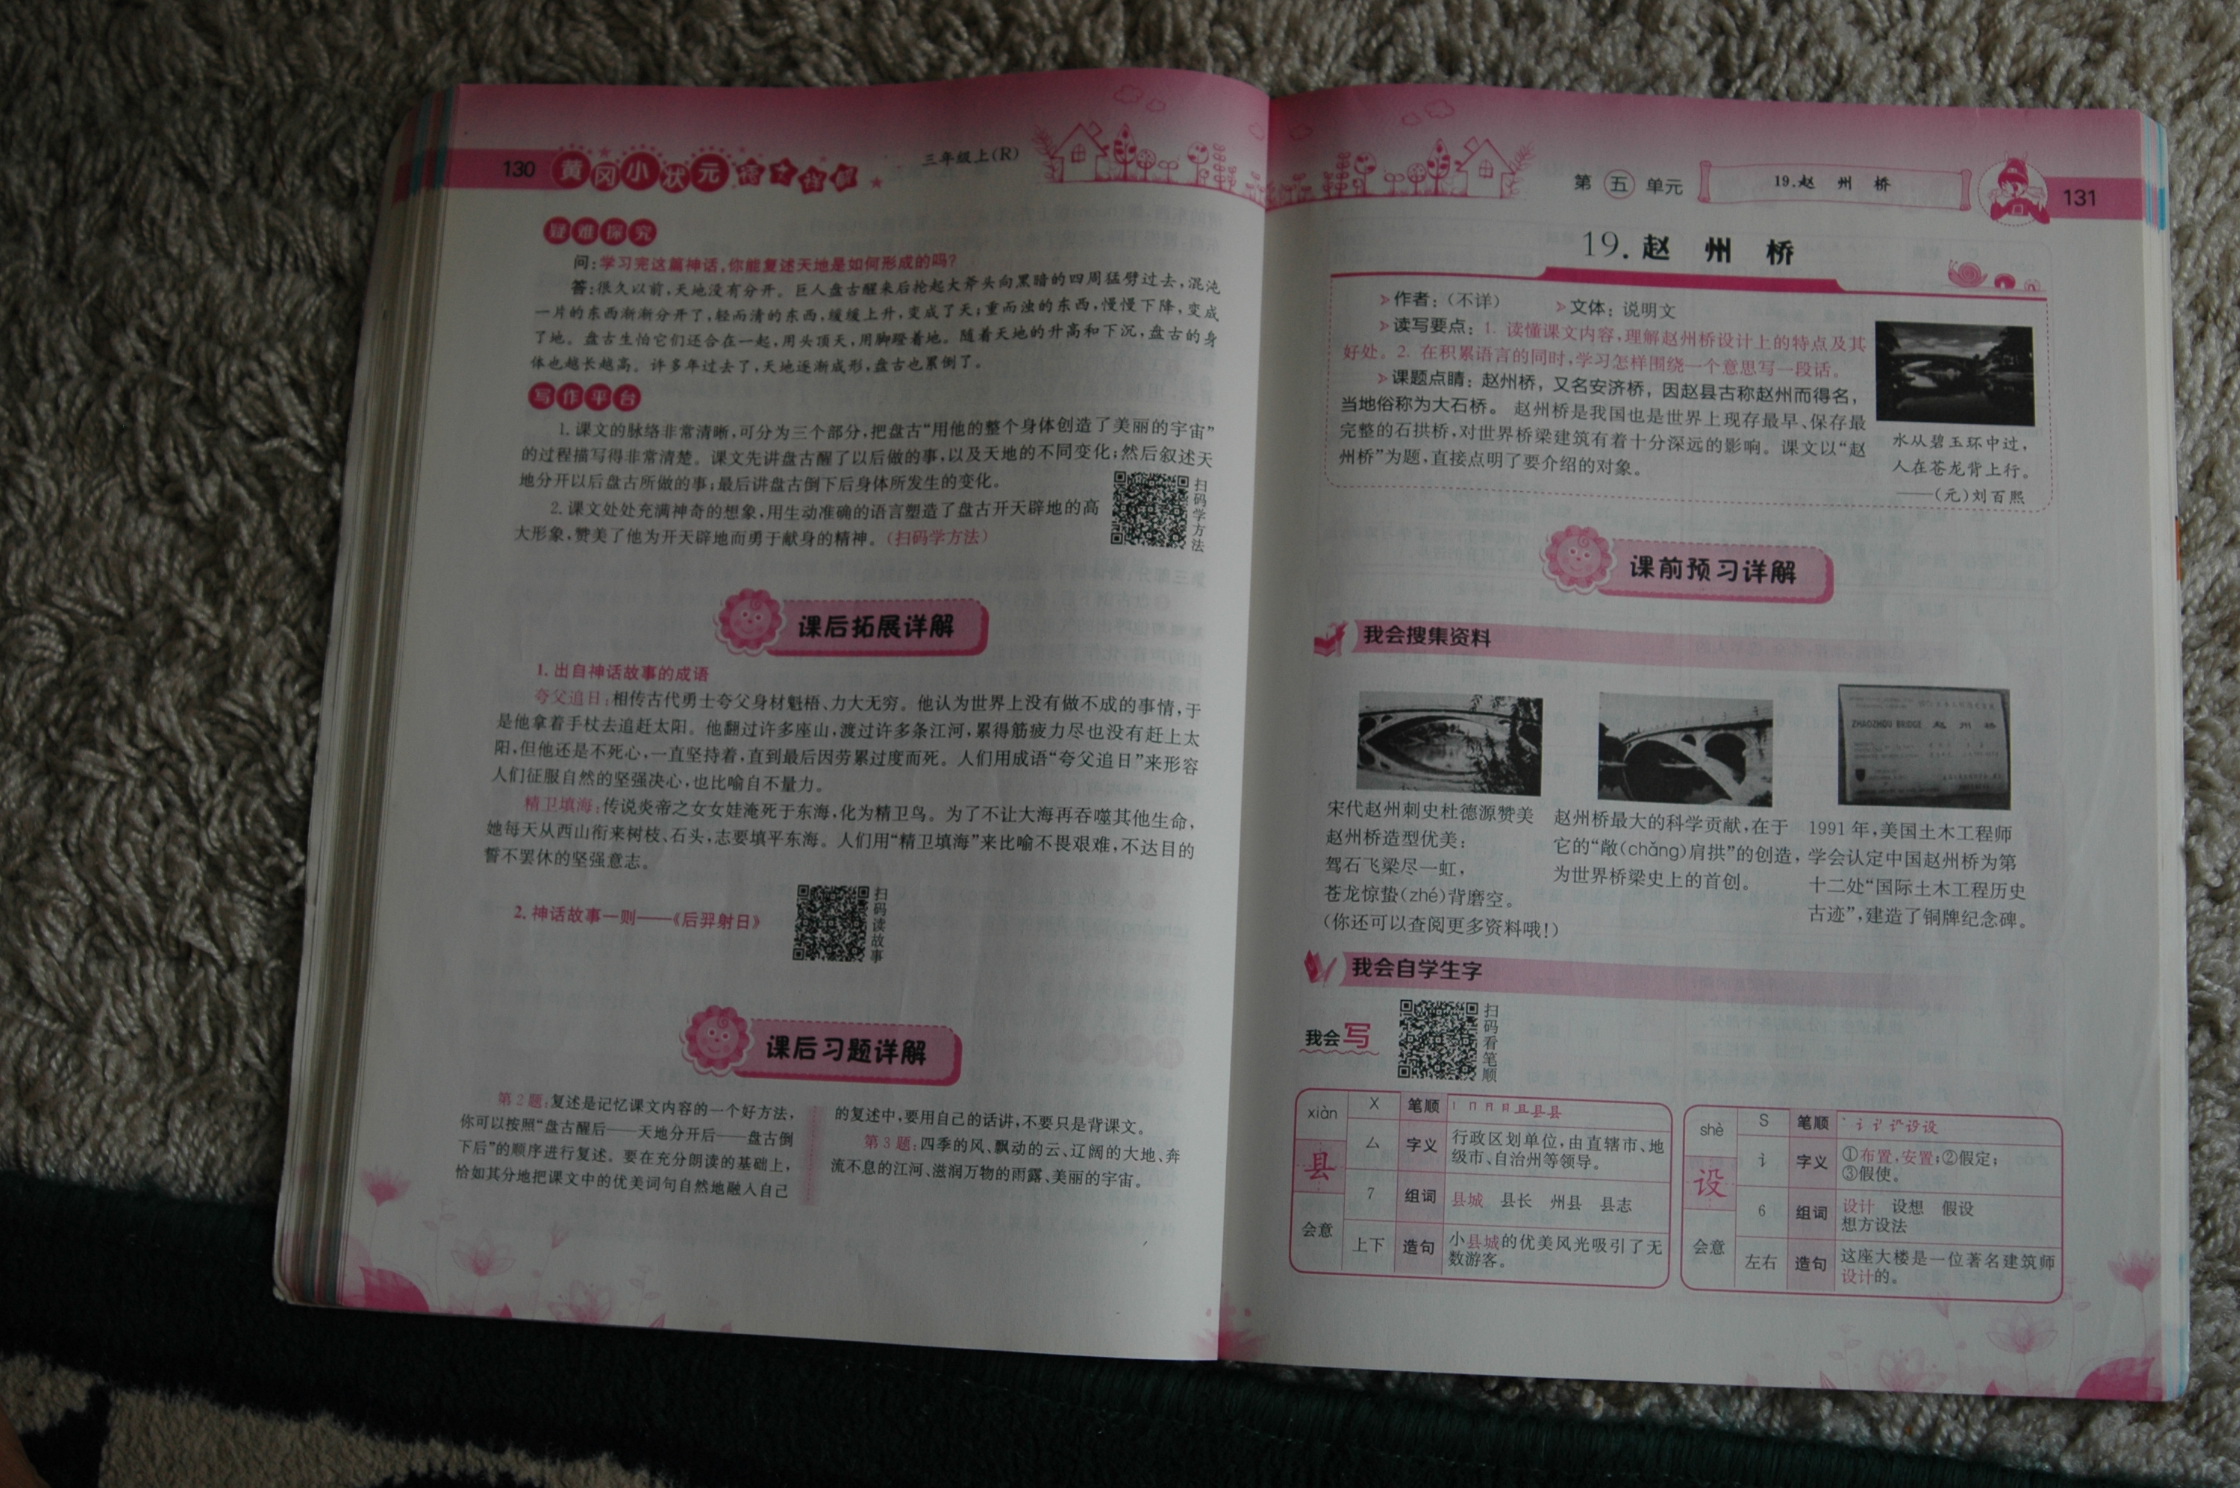 130 黄冈小状元 详解 三年级上(R)
疑难探究
问:学习完这篇神话,你能复述天地是如何形成的吗?
答:很久以前,天地没有分开。巨人盘古醒来后抡起大斧头向黑暗的四周猛劈过去,混沌
一片的东西渐渐分开了,轻而清的东西,缓缓上升,变成了天;重而浊的东西,慢慢下降,变成
了地。盘古生怕它们还会合在一起,用头顶天,用脚蹬着地。随着天地的升高和下沉,盘古的身
体也越长越高。许多年过去了,天地逐渐成形,盘古也累倒了。
写作平台
1.课文的脉络非常清晰,可分为三个部分,把盘古“用他的整个身体创造了美丽的宇宙”
的过程描写得非常清楚。课文先讲盘古醒了以后做的事,以及天地的不同变化;然后叙述天
地分开以后盘古所做的事;最后讲盘古倒下后身体所发生的变化。
2.课文处处充满神奇的想象,用生动准确的语言塑造了盘古开天辟地的高
大形象,赞美了他为开天辟地而勇于献身的精神。(扫码学方法)
扫码学方法
课后拓展详解
1.出自神话故事的成语
夸父追日:相传古代勇士夸父身材魁梧、力大无穷。他认为世界上没有做不成的事情,于
是他拿着手杖去追赶太阳。他翻过许多座山,渡过许多条江河,累得筋疲力尽也没有赶上太
阳,但他还是不死心,一直坚持着,直到最后因劳累过度而死。人们用成语“夸父追日”来形容
人们征服自然的坚强决心,也比喻自不量力。
精卫填海:传说炎帝之女女娃淹死于东海,化为精卫鸟。为了不让大海再吞噬其他生命,
她每天从西山衔来树枝、石头,志要填平东海。人们用“精卫填海”来比喻不畏艰难,不达目的
誓不罢休的坚强意志。
2.神话故事一则——《后羿射日》
扫码读故事
课后习题详解
第2题:复述是记忆课文内容的一个好方法,
你可以按照“盘古醒后——天地分开后——盘古倒
下后”的顺序进行复述。要在充分朗读的基础上,
恰如其分地把课文中的优美词句自然地融入自己
的复述中,要用自己的话讲,不要只是背课文。
第3题:四季的风、飘动的云、辽阔的大地、奔
流不息的江河、滋润万物的雨露、美丽的宇宙。
第五单元 19.赵州桥 131
19.赵州桥
作者:(不详) 文体:说明文
读写要点:1.读懂课文内容,理解赵州桥设计上的特点及其
好处。2.在积累语言的同时,学习怎样围绕一个意思写一段话。
课题点睛:赵州桥,又名安济桥,因赵县古称赵州而得名,
当地俗称为大石桥。赵州桥是我国也是世界上现存最早、保存最
完整的石拱桥,对世界桥梁建筑有着十分深远的影响。课文以“赵
州桥”为题,直接点明了要介绍的对象。
水从碧玉环中过,
人在苍龙背上行。
——(元)刘百熙
课前预习详解
我会搜集资料
宋代赵州刺史杜德源赞美
赵州桥造型优美:
驾石飞梁尽一虹,
苍龙惊蛰(zhé)背磨空。
(你还可以查阅更多资料哦!)
赵州桥最大的科学贡献,在于
它的“敞(chǎng)肩拱”的创造,
为世界桥梁史上的首创。
ZHAOZHOU BRIDGE
1991年,美国土木工程师
学会认定中国赵州桥为第
十二处“国际土木工程历史
古迹”,建造了铜牌纪念碑。
我会自学生字
我会写
扫码看笔顺
xiàn X 笔顺
县 厶 字义 行政区划单位,由直辖市、地
级市、自治州等领导。
7 组词 县城 县长 州县 县志
会意 上下 造句 小县城的优美风光吸引了无
数游客。
shè S 笔顺
设 讠 字义 ①布置,安置;②假定;
③假使。
6 组词 设计 设想 假设
想方设法
会意 左右 造句 这座大楼是一位著名建筑师
设计的。